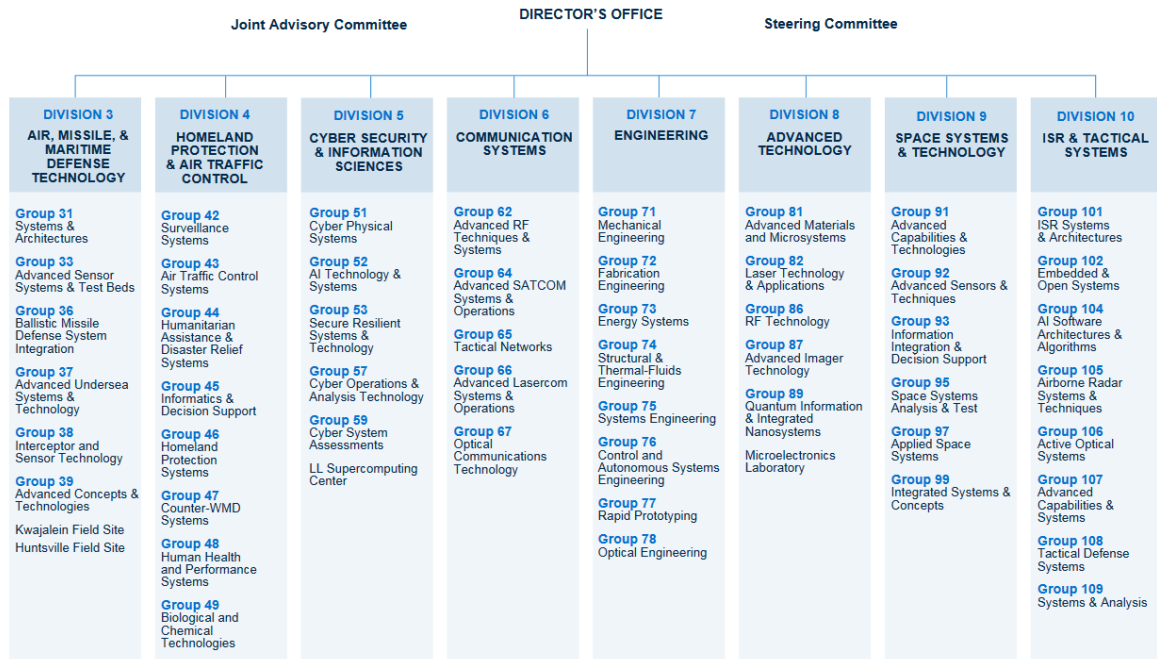 DIRECTOR'S OFFICE
Joint Advisory Committee
Steering Committee
DIVISION 3
AIR, MISSILE, &
MARITIME
DEFENSE
TECHNOLOGY
Group 31
Systems &
Architectures
Group 33
Advanced Sensor
Systems & Test Beds
Group 36
Ballistic Missile
Defense System
Integration
Group 37
Advanced Undersea
Systems &
Technology
Group 38
Interceptor and
Sensor Technology
Group 39
Advanced Concepts &
Technologies
Kwajalein Field Site
Huntsville Field Site
DIVISION 4
HOMELAND
PROTECTION
& AIR TRAFFIC
CONTROL
Group 42
Surveillance
Systems
Group 43
Air Traffic Control
Systems
Group 44
Humanitarian
Assistance &
Disaster Relief
Systems
Group 45
Informatics &
Decision Support
Group 46
Homeland
Protection
Systems
Group 47
Counter-WMD
Systems
Group 48
Human Health
and Performance
Systems
Group 49
Biological and
Chemical
Technologies
DIVISION 5
CYBER SECURITY
& INFORMATION
SCIENCES
Group 51
Cyber Physical
Systems
Group 52
AI Technology &
Systems
Group 53
Secure Resilient
Systems &
Technology
Group 57
Cyber Operations &
Analysis Technology
Group 59
Cyber System
Assessments
LL Supercomputing
Center
DIVISION 6
COMMUNICATION
SYSTEMS
Group 62
Advanced RF
Techniques &
Systems
Group 64
Advanced SATCOM
Systems &
Operations
Group 65
Tactical Networks
Group 66
Advanced Lasercom
Systems &
Operations
Group 67
Optical
Communications
Technology
DIVISION 7
ENGINEERING
Group 71
Mechanical
Engineering
Group 72
Fabrication
Engineering
Group 73
Energy Systems
Group 74
Structural &
Thermal-Fluids
Engineering
Group 75
Systems Engineering
Group 76
Control and
Autonomous Systems
Engineering
Group 77
Rapid Prototyping
Group 78
Optical Engineering
DIVISION 8
ADVANCED
TECHNOLOGY
Group 81
Advanced Materials
and Microsystems
Group 82
Laser Technology
& Applications
Group 86
RF Technology
Group 87
Advanced Imager
Technology
Group 89
Quantum Information
& Integrated
Nanosystems
Microelectronics
Laboratory
DIVISION 9
SPACE SYSTEMS
& TECHNOLOGY
Group 91
Advanced
Capabilities &
Technologies
Group 92
Advanced Sensors &
Techniques
Group 93
Information
Integration &
Decision Support
Group 95
Space Systems
Analysis & Test
Group 97
Applied Space
Systems
Group 99
Integrated Systems &
Concepts
DIVISION 10
ISR & TACTICAL
SYSTEMS
Group 101
ISR Systems
& Architectures
Group 102
Embedded &
Open Systems
Group 104
AI Software
Architectures &
Algorithms
Group 105
Airborne Radar
Systems &
Techniques
Group 106
Active Optical
Systems
Group 107
Advanced
Capabilities &
Systems
Group 108
Tactical Defense
Systems
Group 109
Systems & Analysis